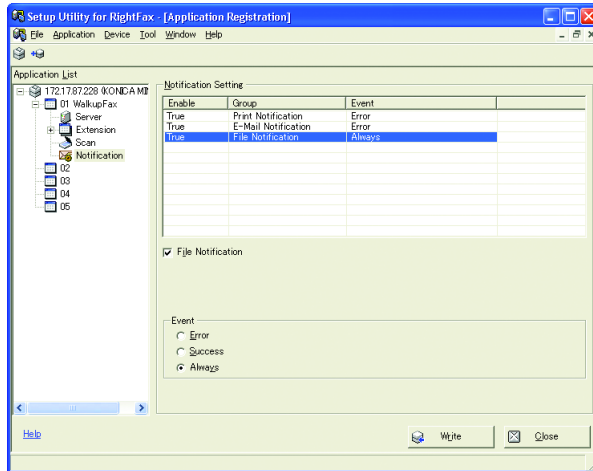 Setup Utility for RightFax - [Application Registration]
File Application Device Tool Window Help
Application List
172.17.87.228 (KONICA MIN
01 WalkupFax
Server
Extension
Scan
Notification
02
03
04
05
Notification Setting
Enable Group Event
True Print Notification Error
True E-Mail Notification Error
True File Notification Always
File Notification
Event
Error
Success
Always
Help
Write
Close